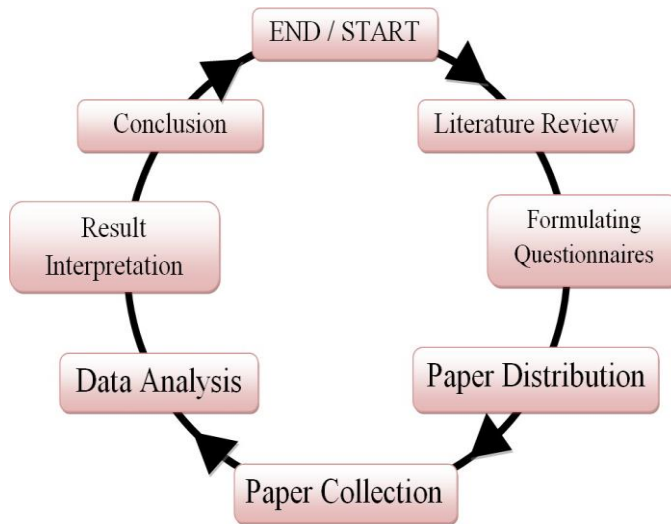 END / START
Literature Review
Formulating
Questionnaires
Paper Distribution
Paper Collection
Data Analysis
Result
Interpretation
Conclusion